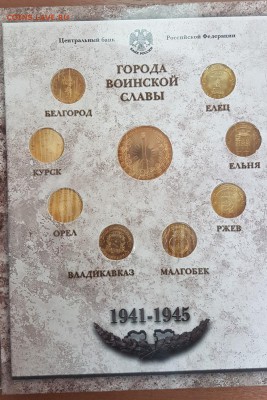 Центральный банк
Российской Федерации
ГОРОДА
ВОИНСКОЙ
СЛАВЫ
БЕЛГОРОД
ЕЛЕЦ
КУРСК
ЕЛЬНЯ
ОРЕЛ
РЖЕВ
ВЛАДИКАВКАЗ
МАЛГОБЕК
1941-1945